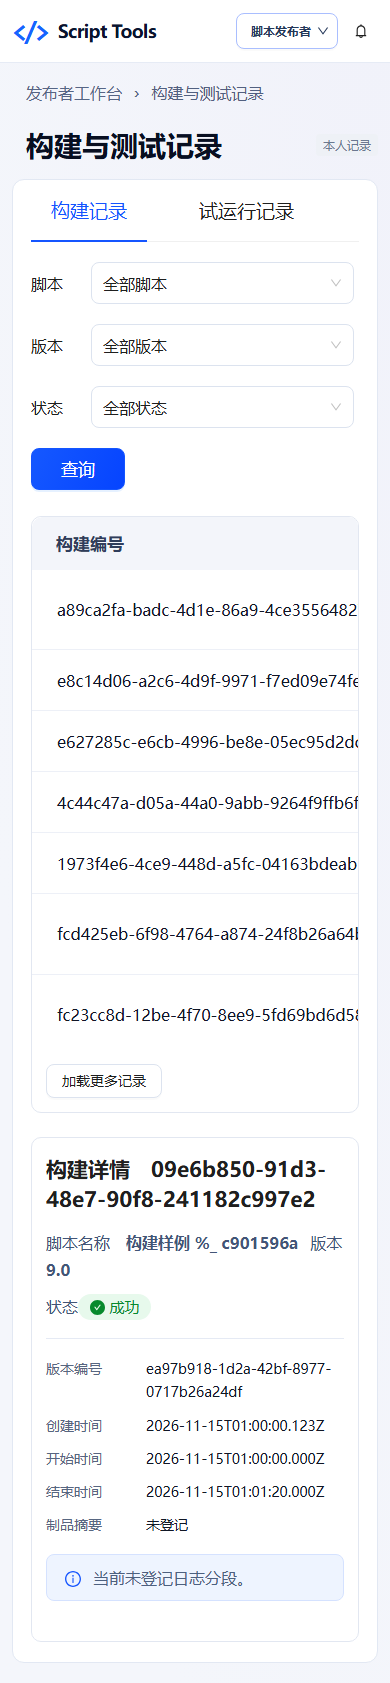 Script Tools
脚本发布者
发布者工作台 › 构建与测试记录
构建与测试记录
本人记录
构建记录
试运行记录
脚本
全部脚本
版本
全部版本
状态
全部状态
查询
构建编号
a89ca2fa-badc-4d1e-86a9-4ce3556482
e8c14d06-a2c6-4d9f-9971-f7ed09e74fe
e627285c-e6cb-4996-be8e-05ec95d2dc
4c44c47a-d05a-44a0-9abb-9264f9ffb6f
1973f4e6-4ce9-448d-a5fc-04163bdeab
fcd425eb-6f98-4764-a874-24f8b26a64b
fc23cc8d-12be-4f70-8ee9-5fd69bd6d58
加载更多记录
构建详情 09e6b850-91d3-
48e7-90f8-241182c997e2
脚本名称 构建样例 %_ c901596a 版本
9.0
状态 成功
版本编号 ea97b918-1d2a-42bf-8977-
0717b26a24df
创建时间 2026-11-15T01:00:00.123Z
开始时间 2026-11-15T01:00:00.000Z
结束时间 2026-11-15T01:01:20.000Z
制品摘要 未登记
当前未登记日志分段。